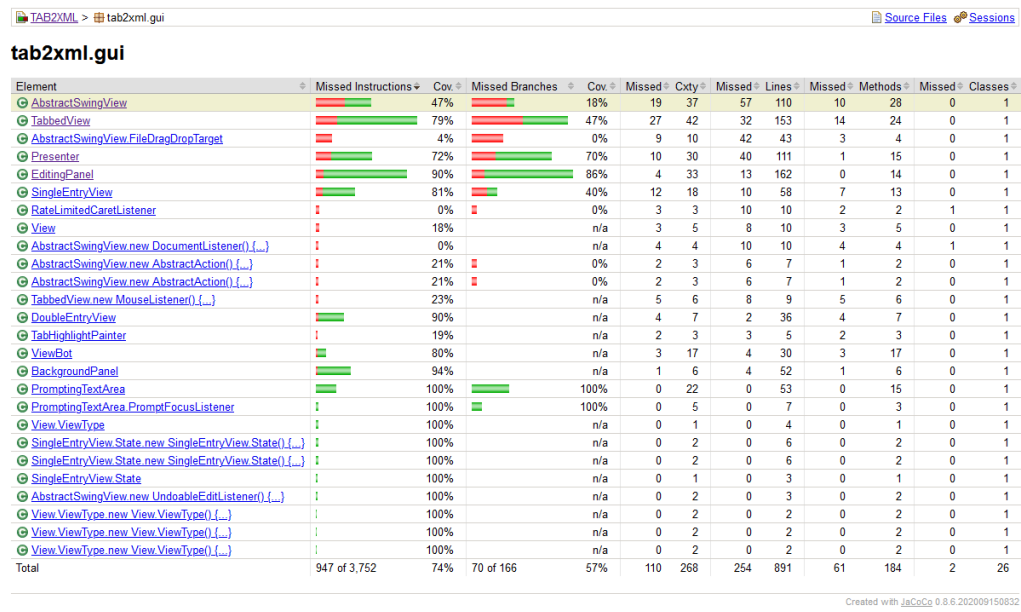 TAB2XML > tab2xml.gui Source Files Sessions
tab2xml.gui
Element Missed Instructions Cov. Missed Branches Cov. Missed Cxty Missed Lines Missed Methods Missed Classes
AbstractSwingView 47% 18% 19 37 57 110 10 28 0 1
TabbedView 79% 47% 27 42 32 153 14 24 0 1
AbstractSwingView.FileDragDropTarget 4% 0% 9 10 42 43 3 4 0 1
Presenter 72% 70% 10 30 40 111 1 15 0 1
EditingPanel 90% 86% 4 33 13 162 0 14 0 1
SingleEntryView 81% 40% 12 18 10 58 7 13 0 1
RateLimitedCaretListener 0% 0% 3 3 10 10 2 2 1 1
View 18% n/a 3 5 8 10 3 5 0 1
AbstractSwingView.new DocumentListener() {...} 0% n/a 4 4 10 10 4 4 1 1
AbstractSwingView.new AbstractAction() {...} 21% 0% 2 3 6 7 1 2 0 1
AbstractSwingView.new AbstractAction() {...} 21% 0% 2 3 6 7 1 2 0 1
TabbedView.new MouseListener() {...} 23% n/a 5 6 8 9 5 6 0 1
DoubleEntryView 90% n/a 4 7 2 36 4 7 0 1
TabHighlightPainter 19% n/a 2 3 3 5 2 3 0 1
ViewBot 80% n/a 3 17 4 30 3 17 0 1
BackgroundPanel 94% n/a 1 6 4 52 1 6 0 1
PromptingTextArea 100% 100% 0 22 0 53 0 15 0 1
PromptingTextArea.PromptFocusListener 100% 100% 0 5 0 7 0 3 0 1
View.ViewType 100% n/a 0 1 0 4 0 1 0 1
SingleEntryView.State.new SingleEntryView.State() {...} 100% n/a 0 2 0 6 0 2 0 1
SingleEntryView.State.new SingleEntryView.State() {...} 100% n/a 0 2 0 6 0 2 0 1
SingleEntryView.State 100% n/a 0 1 0 3 0 1 0 1
AbstractSwingView.new UndoableEditListener() {...} 100% n/a 0 2 0 3 0 2 0 1
View.ViewType.new View.ViewType() {...} 100% n/a 0 2 0 2 0 2 0 1
View.ViewType.new View.ViewType() {...} 100% n/a 0 2 0 2 0 2 0 1
View.ViewType.new View.ViewType() {...} 100% n/a 0 2 0 2 0 2 0 1
Total 947 of 3,752 74% 70 of 166 57% 110 268 254 891 61 184 2 26
Created with JaCoCo 0.8.6.202009150832